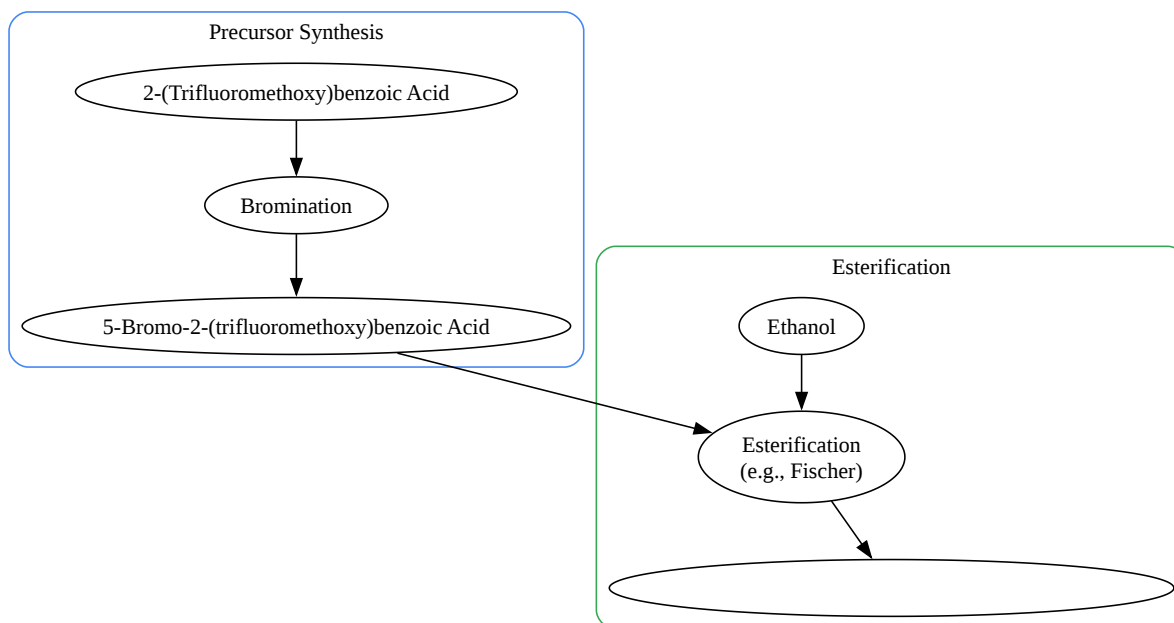 Precursor Synthesis
2-(Trifluoromethoxy)benzoic Acid
Bromination
5-Bromo-2-(trifluoromethoxy)benzoic Acid
Esterification
Ethanol
Esterification
(e.g., Fischer)